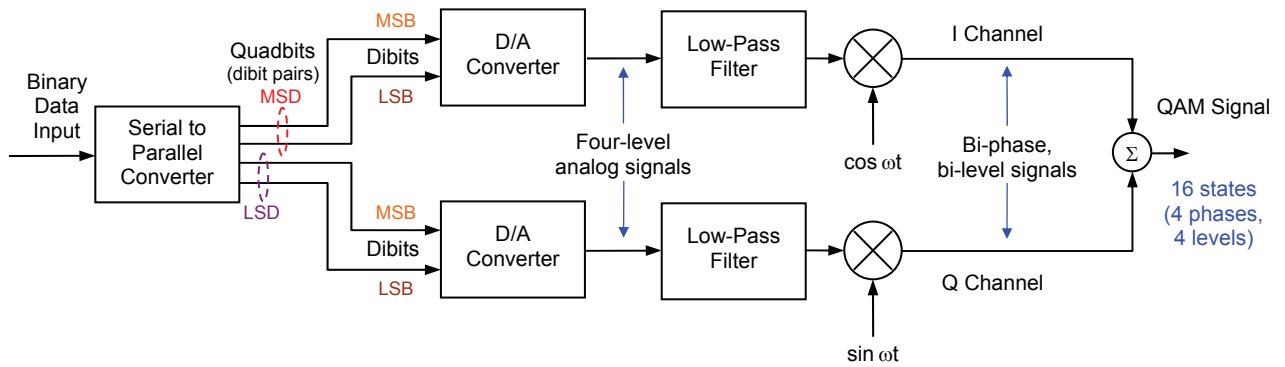 Binary
Data
Input
Serial to
Parallel
Converter
Quadbits
(dibit pairs)
MSD
LSD
MSB
Dibits
LSB
D/A
Converter
Low-Pass
Filter
I Channel
cos ωt
Four-level
analog signals
Bi-phase,
bi-level signals
QAM Signal
Σ
16 states
(4 phases,
4 levels)
MSB
Dibits
LSB
D/A
Converter
Low-Pass
Filter
Q Channel
sin ωt